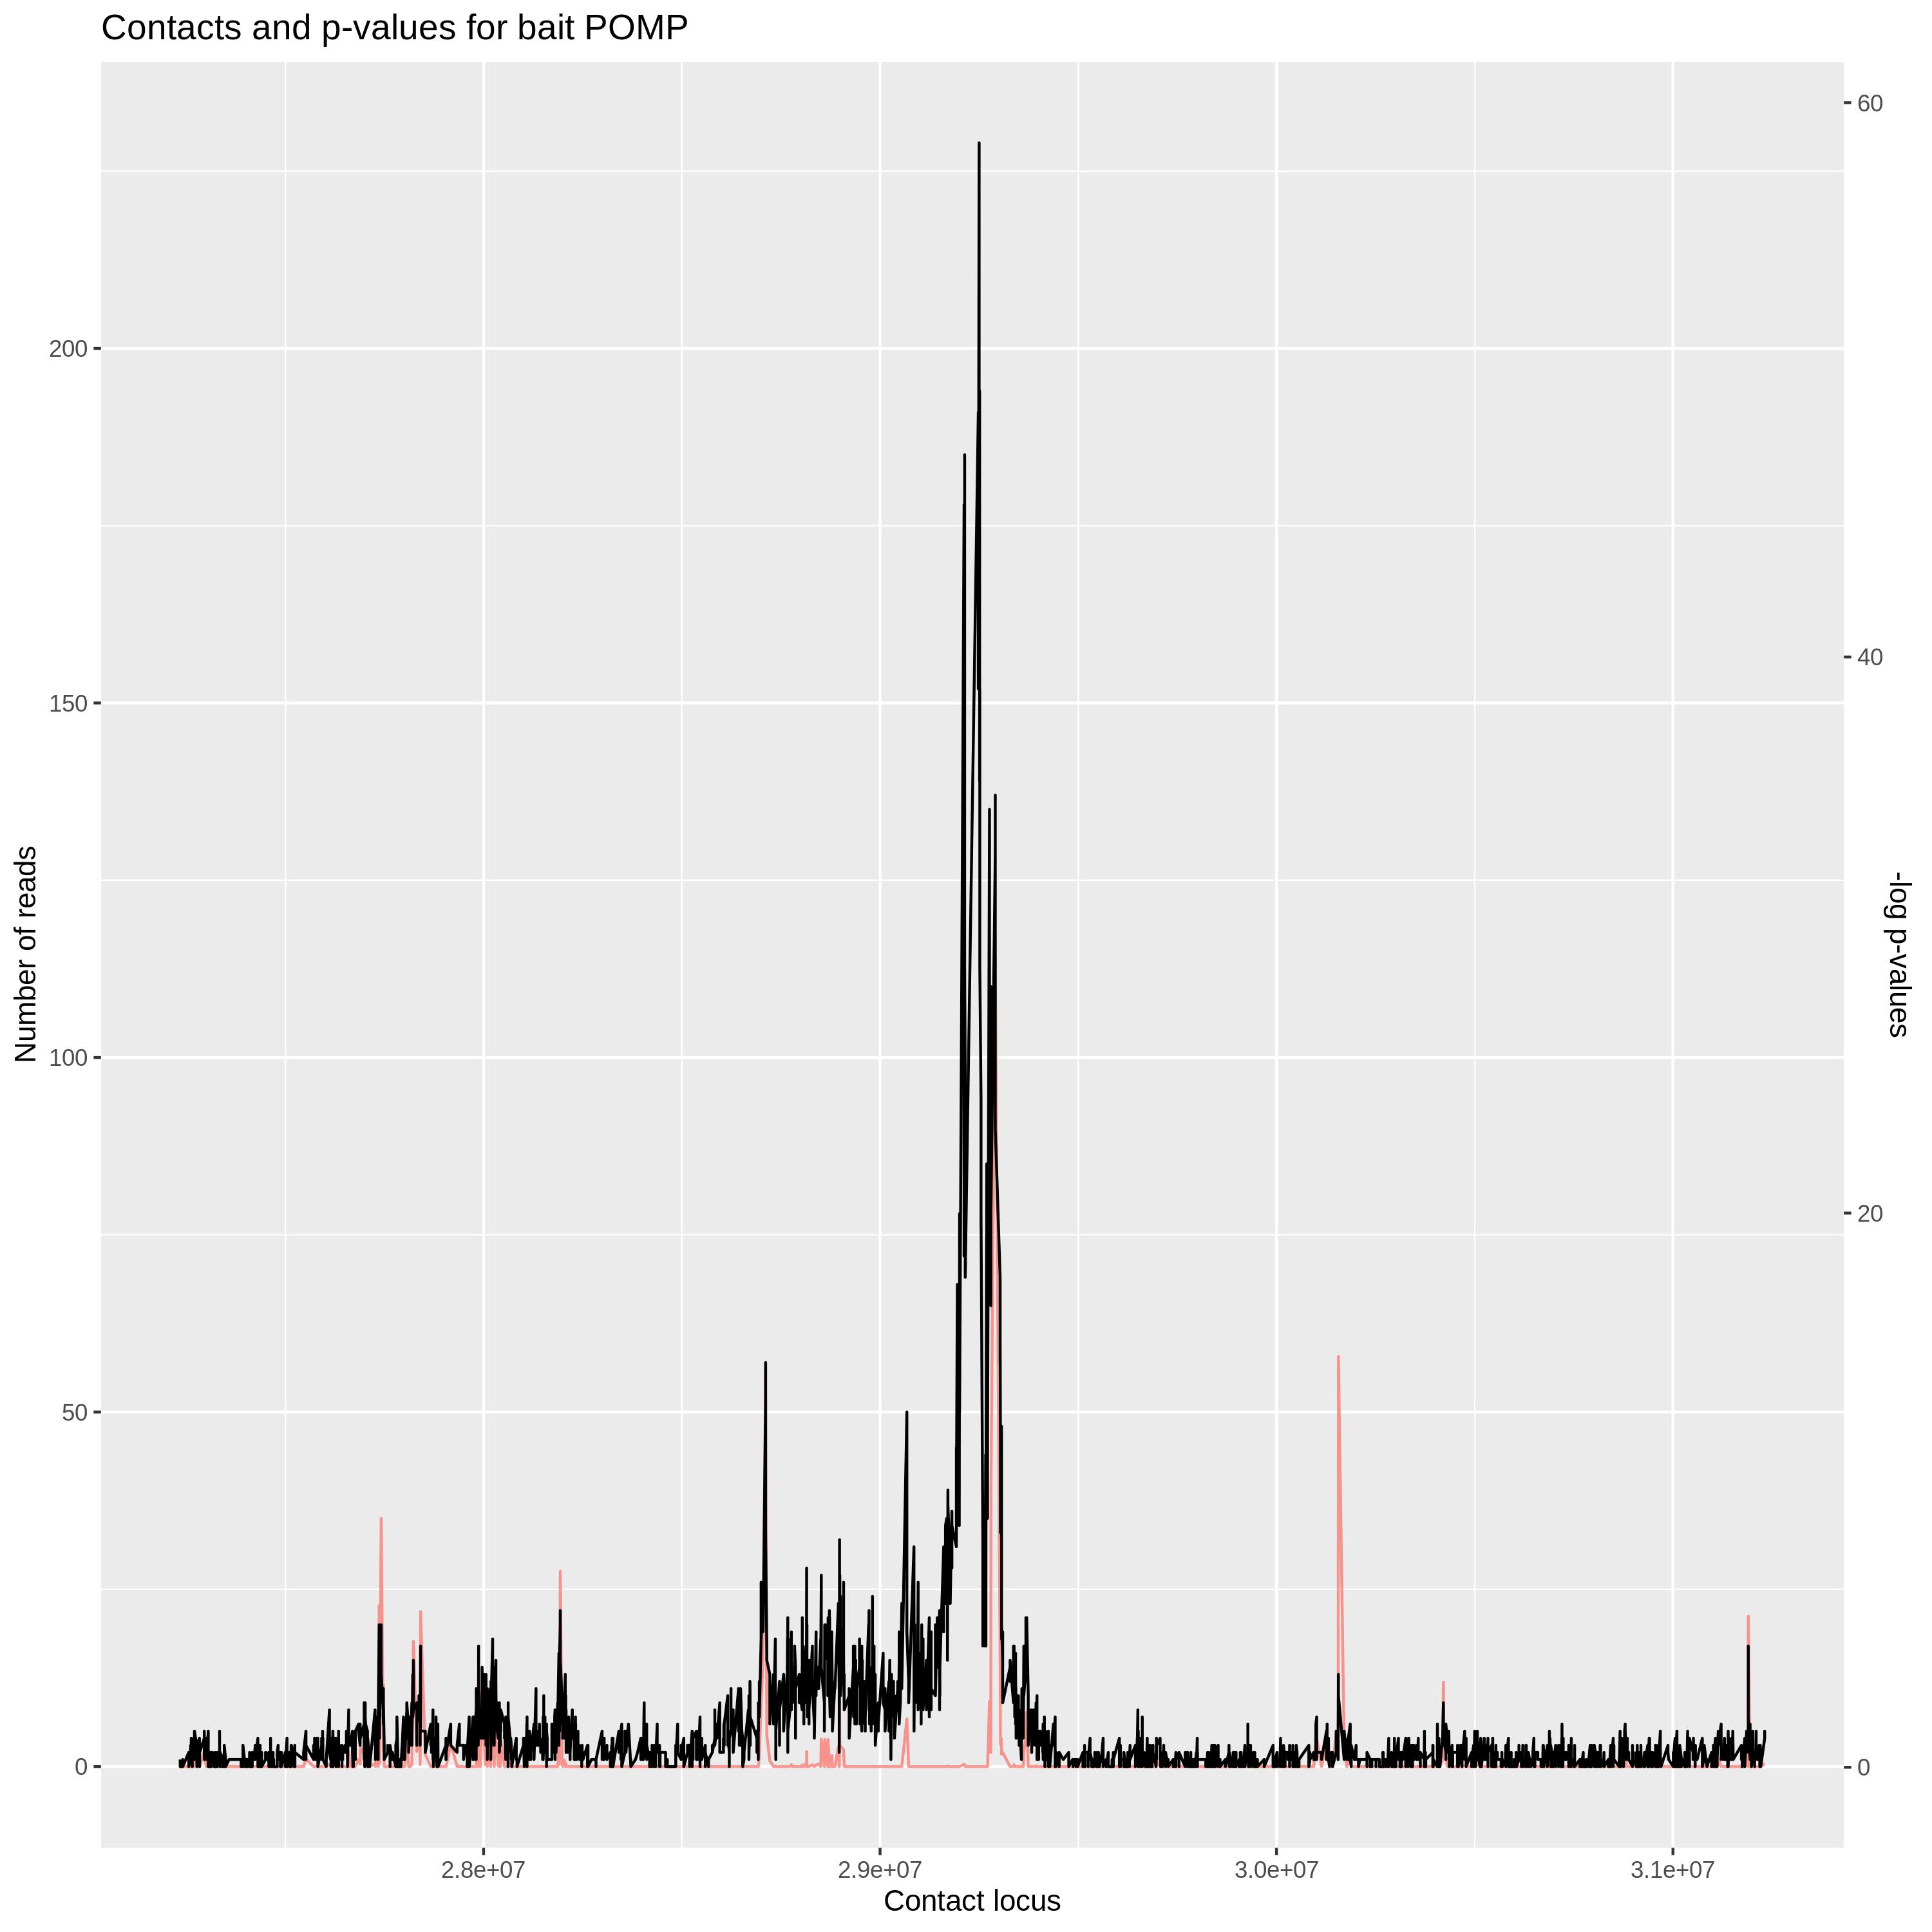 Contacts and p-values for bait POMP
60
200
40
150
Number of reads
-log p-values
100
20
50
0
0
2.8e+07
2.9e+07
3.0e+07
3.1e+07
Contact locus